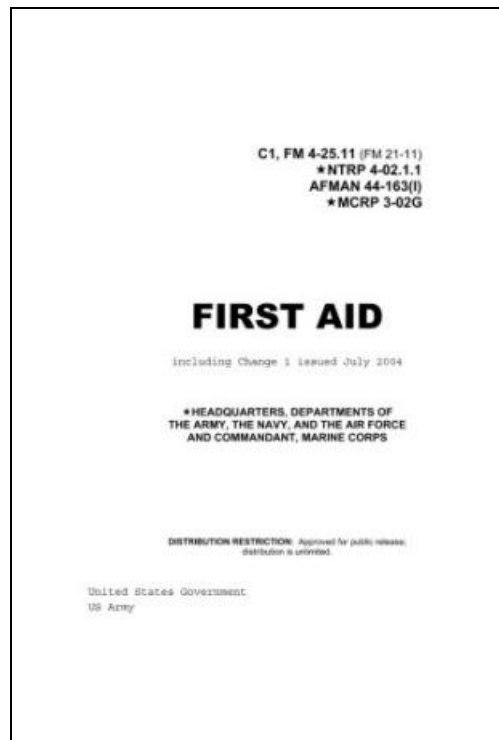 C1, FM 4-25.11 (FM 21-11)
★NTRP 4-02.1.1
AFMAN 44-163(I)
★MCRP 3-02G
FIRST AID
including Change 1 issued July 2004
★HEADQUARTERS, DEPARTMENTS OF
THE ARMY, THE NAVY, AND THE AIR FORCE
AND COMMANDANT, MARINE CORPS
DISTRIBUTION RESTRICTION: Approved for public release;
distribution is unlimited.
United States Government
US Army